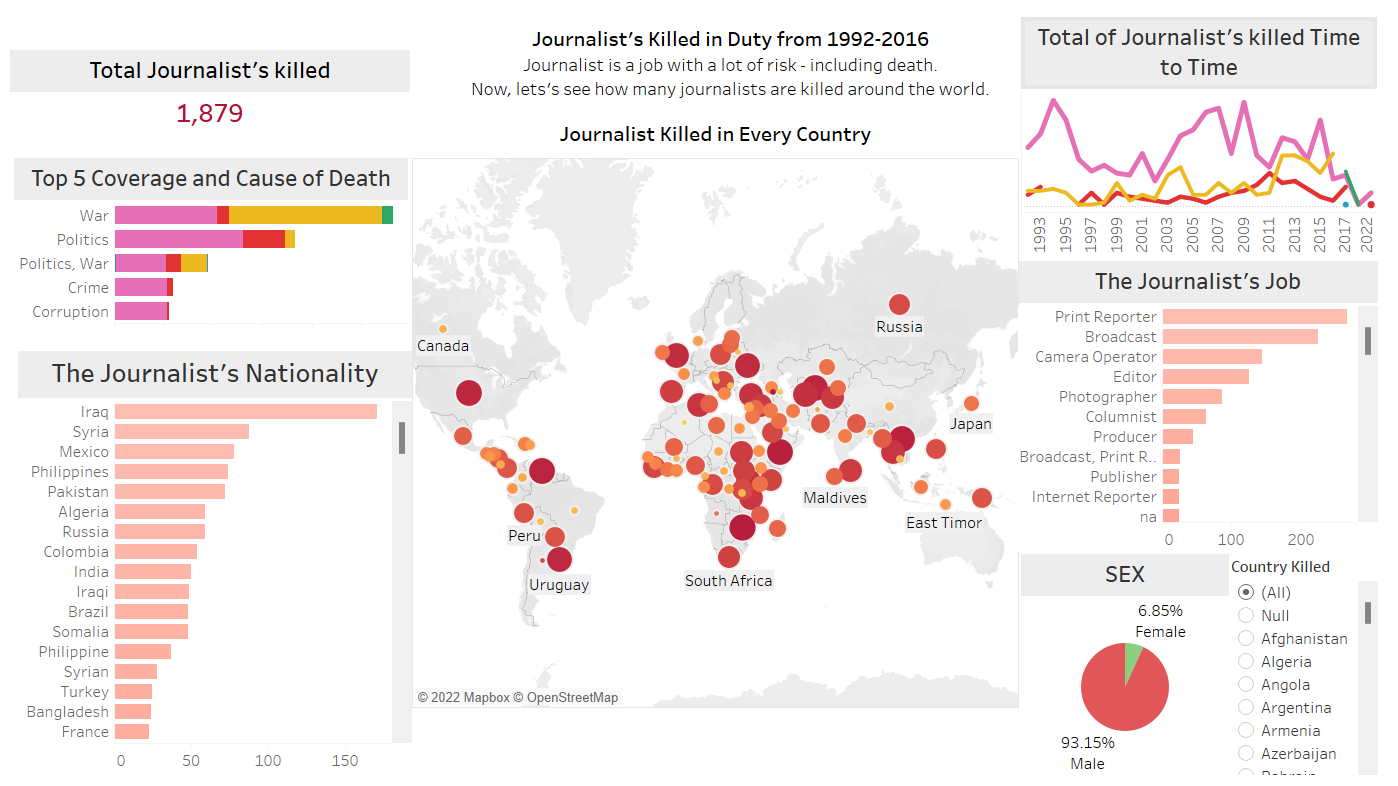 Journalist's Killed in Duty from 1992-2016
Journalist is a job with a lot of risk - including death.
Now, lets's see how many journalists are killed around the world.
Total Journalist's killed
1,879
Top 5 Coverage and Cause of Death
War
Politics
Politics, War
Crime
Corruption
The Journalist's Nationality
Iraq
Syria
Mexico
Philippines
Pakistan
Algeria
Russia
Colombia
India
Iraqi
Brazil
Somalia
Philippine
Syrian
Turkey
Bangladesh
France
0 50 100 150
Journalist Killed in Every Country
Russia
Canada
Japan
Maldives
East Timor
Peru
Uruguay
South Africa
© 2022 Mapbox © OpenStreetMap
Total of Journalist's killed Time
to Time
1993 1995 1997 1999 2001 2003 2005 2007 2009 2011 2013 2015 2017 2022
The Journalist's Job
Print Reporter
Broadcast
Camera Operator
Editor
Photographer
Columnist
Producer
Broadcast, Print R..
Publisher
Internet Reporter
na
0 100 200
SEX
6.85%
Female
93.15%
Male
Country Killed
(All)
Null
Afghanistan
Algeria
Angola
Argentina
Armenia
Azerbaijan